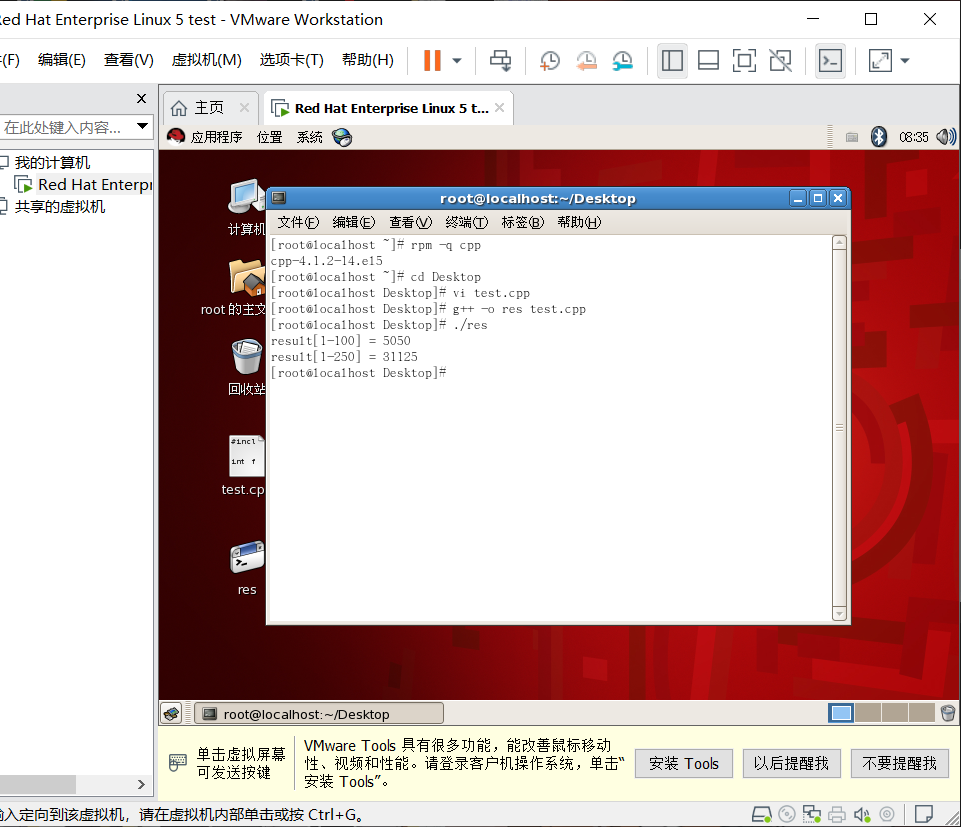 Red Hat Enterprise Linux 5 test - VMware Workstation
(F) 编辑(E) 查看(V) 虚拟机(M) 选项卡(T) 帮助(H)
在此处键入内容...
我的计算机
Red Hat Enterpr
共享的虚拟机
主页
Red Hat Enterprise Linux 5 t...
应用程序 位置 系统
08:35
计算机
root 的主文
回收站
#incl
int f
test.cp
res
root@localhost:~/Desktop
文件(F) 编辑(E) 查看(V) 终端(T) 标签(B) 帮助(H)
[root@localhost ~]# rpm -q cpp
cpp-4.1.2-14.el5
[root@localhost ~]# cd Desktop
[root@localhost Desktop]# vi test.cpp
[root@localhost Desktop]# g++ -o res test.cpp
[root@localhost Desktop]# ./res
result[1-100] = 5050
result[1-250] = 31125
[root@localhost Desktop]#
root@localhost:~/Desktop
单击虚拟屏幕
可发送按键
VMware Tools 具有很多功能，能改善鼠标移动
性、视频和性能。请登录客户机操作系统，单击“
安装 Tools”。
安装 Tools
以后提醒我
不要提醒我
输入定向到该虚拟机，请在虚拟机内部单击或按 Ctrl+G。